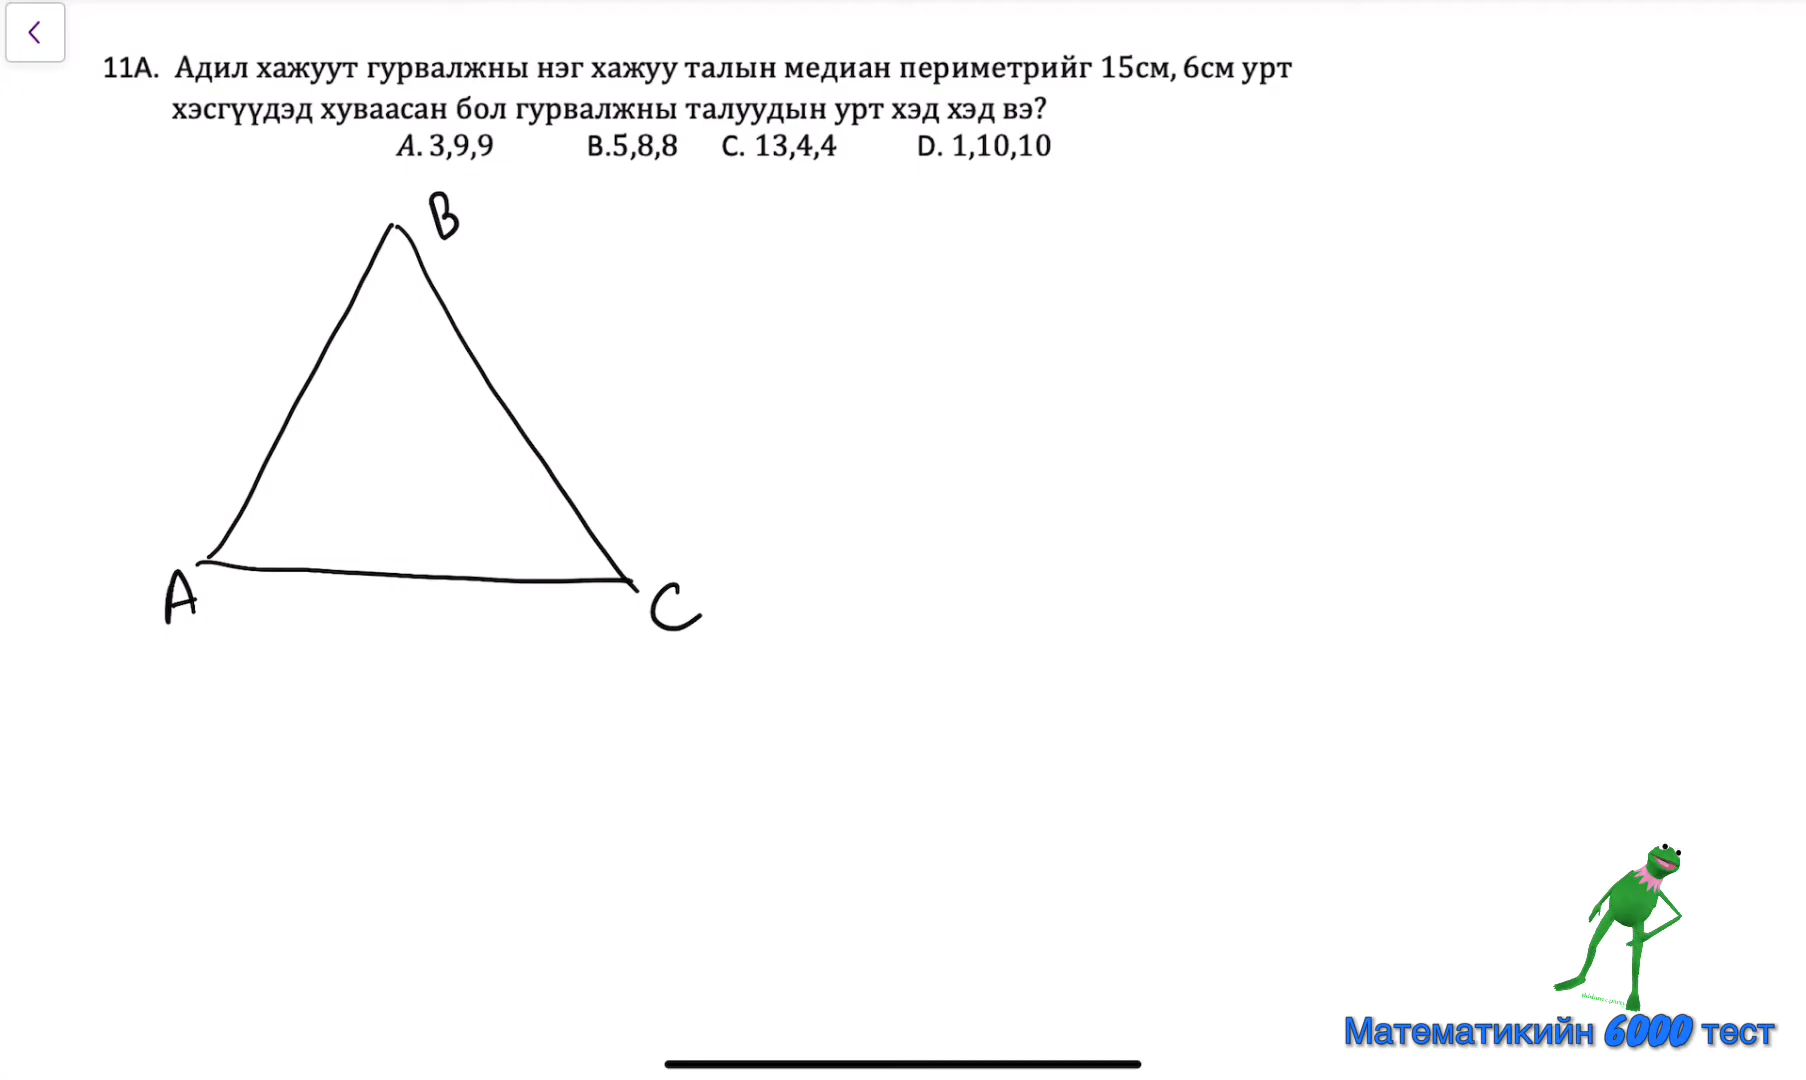 11А. Адил хажуут гурвалжны нэг хажуу талын медиан периметрийг 15см, 6см урт
хэсгүүдэд хуваасан бол гурвалжны талуудын урт хэд хэд вэ?
A. 3,9,9 B.5,8,8 C. 13,4,4 D. 1,10,10
B
A
C
Математикийн 6000 тест